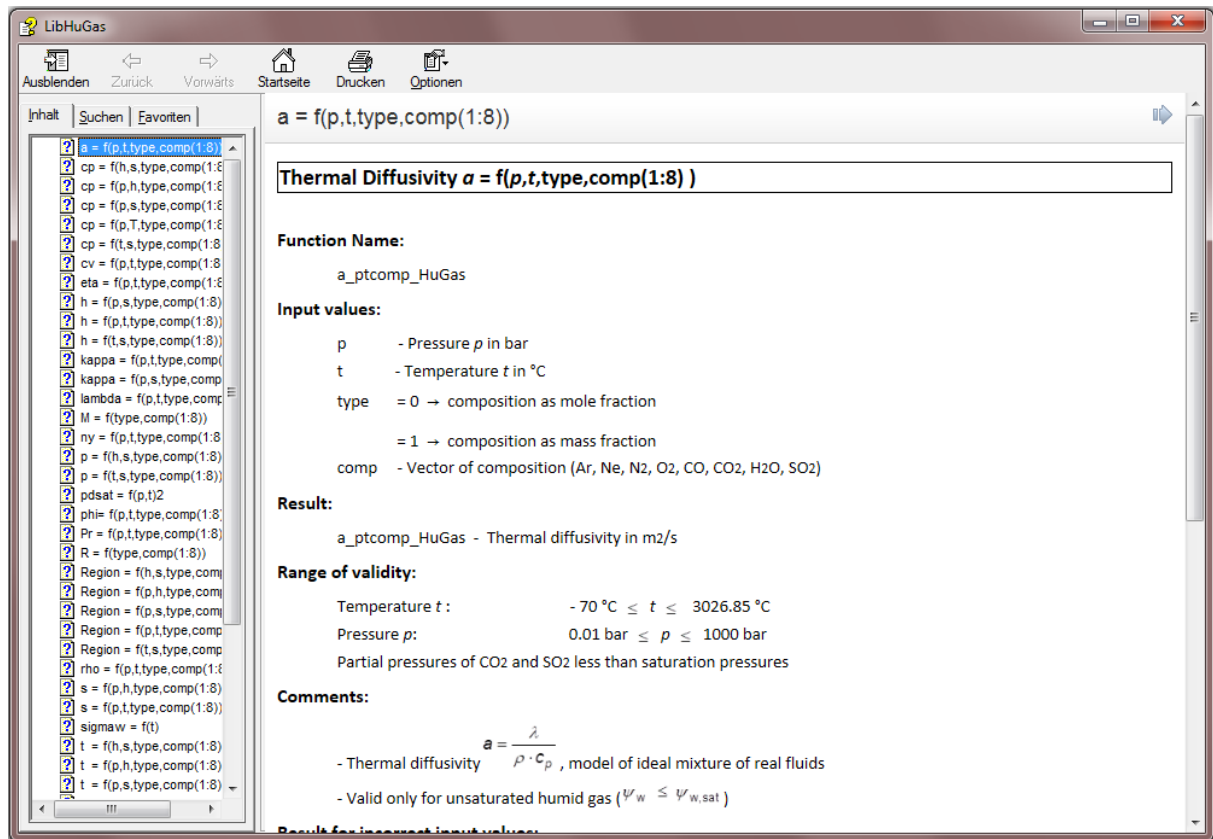 LibHuGas
Ausblenden Zurück Vorwärts Startseite Drucken Optionen
Inhalt Suchen Favoriten
a = f(p,t,type,comp(1:8))
cp = f(h,s,type,comp(1:8
cp = f(p,h,type,comp(1:8
cp = f(p,s,type,comp(1:8
cp = f(p,T,type,comp(1:8
cp = f(t,s,type,comp(1:8
cv = f(p,t,type,comp(1:8
eta = f(p,t,type,comp(1:8
h = f(p,s,type,comp(1:8)
h = f(p,t,type,comp(1:8))
h = f(t,s,type,comp(1:8))
kappa = f(p,t,type,comp(
kappa = f(p,s,type,comp
lambda = f(p,t,type,comp
M = f(type,comp(1:8))
ny = f(p,t,type,comp(1:8
p = f(h,s,type,comp(1:8)
p = f(t,s,type,comp(1:8))
pdsat = f(p,t)2
phi= f(p,t,type,comp(1:8)
Pr = f(p,t,type,comp(1:8)
R = f(type,comp(1:8))
Region = f(h,s,type,com
Region = f(p,h,type,com
Region = f(p,s,type,com
Region = f(p,t,type,comp
Region = f(t,s,type,comp
rho = f(p,t,type,comp(1:8
s = f(p,h,type,comp(1:8)
s = f(p,t,type,comp(1:8))
sigmaw = f(t)
t = f(h,s,type,comp(1:8)
t = f(p,h,type,comp(1:8)
t = f(p,s,type,comp(1:8)
a = f(p,t,type,comp(1:8))
Thermal Diffusivity a = f(p,t,type,comp(1:8) )
Function Name:
a_ptcomp_HuGas
Input values:
p - Pressure p in bar
t - Temperature t in °C
type = 0 → composition as mole fraction
= 1 → composition as mass fraction
comp - Vector of composition (Ar, Ne, N2, O2, CO, CO2, H2O, SO2)
Result:
a_ptcomp_HuGas - Thermal diffusivity in m2/s
Range of validity:
Temperature t : - 70 °C ≤ t ≤ 3026.85 °C
Pressure p: 0.01 bar ≤ p ≤ 1000 bar
Partial pressures of CO2 and SO2 less than saturation pressures
Comments:
- Thermal diffusivity a = λ / ρ · cp , model of ideal mixture of real fluids
- Valid only for unsaturated humid gas (ψw ≤ ψw,sat )
Result for incorrect input values: